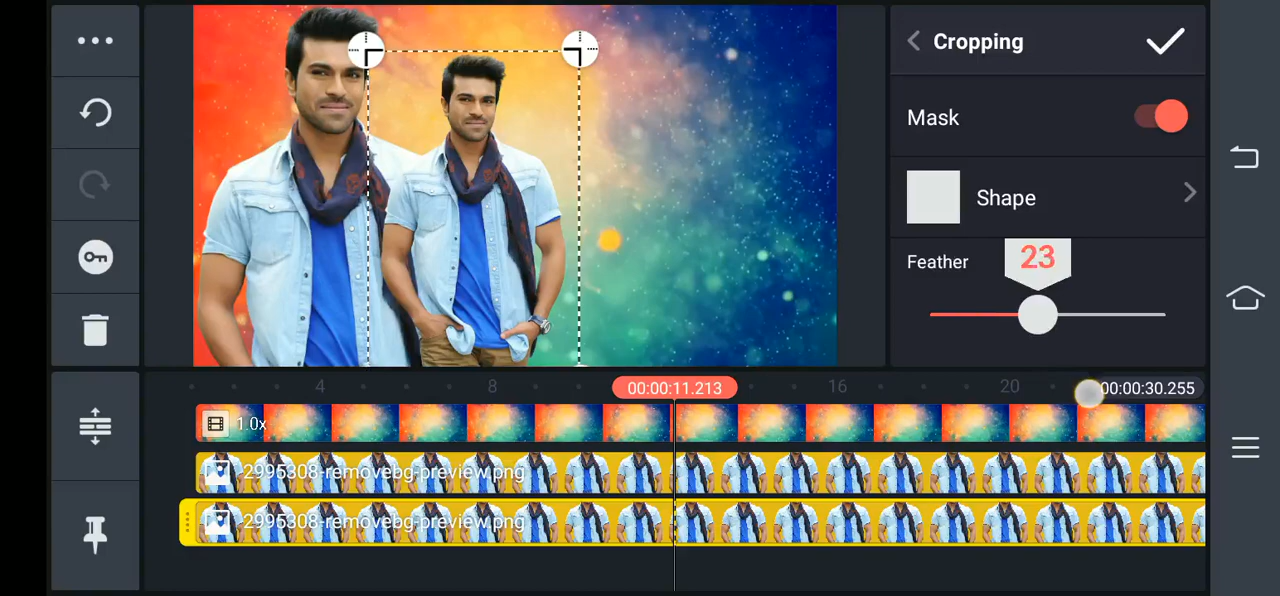 Cropping
Mask
Shape
Feather
23
4
8
00:00:11.213
16
20
00:00:30.255
1.0x
2995308-removebg-preview.png
2995308-removebg-preview.png